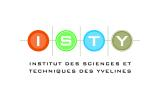 ISTY
INSTITUT DES SCIENCES ET
TECHNIQUES DES YVELINES